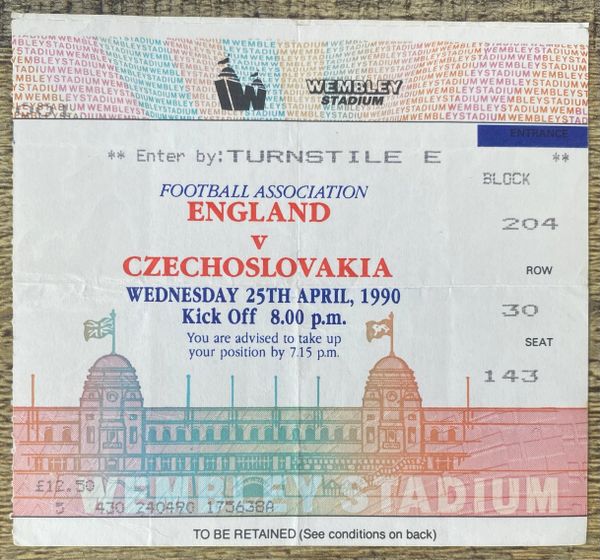 WEMBLEY
STADIUM
ENTRANCE
** Enter by:TURNSTILE E **
BLOCK
FOOTBALL ASSOCIATION
ENGLAND
204
v
CZECHOSLOVAKIA
ROW
WEDNESDAY 25TH APRIL, 1990
Kick Off 8.00 p.m.
30
You are advised to take up
SEAT
your position by 7.15 p.m.
143
£12.50
WEMBLEY STADIUM
5 430 240490 175638A
TO BE RETAINED (See conditions on back)